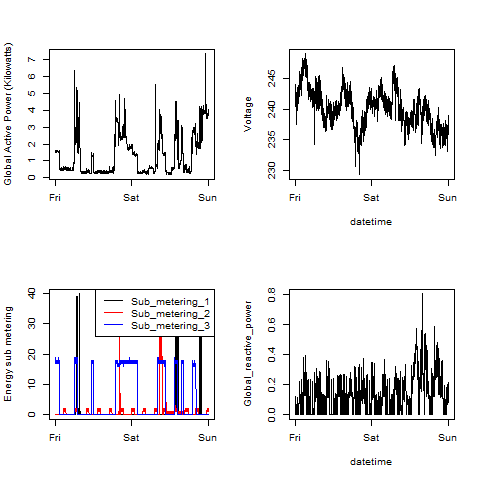 Global Active Power (Kilowatts)
0 1 2 3 4 5 6 7
Fri Sat Sun
Voltage
230 235 240 245
Fri Sat Sun
datetime
Energy sub metering
0 10 20 30 40
Sub_metering_1
Sub_metering_2
Sub_metering_3
Fri Sat Sun
Global_reactive_power
0.0 0.2 0.4 0.6 0.8
Fri Sat Sun
datetime